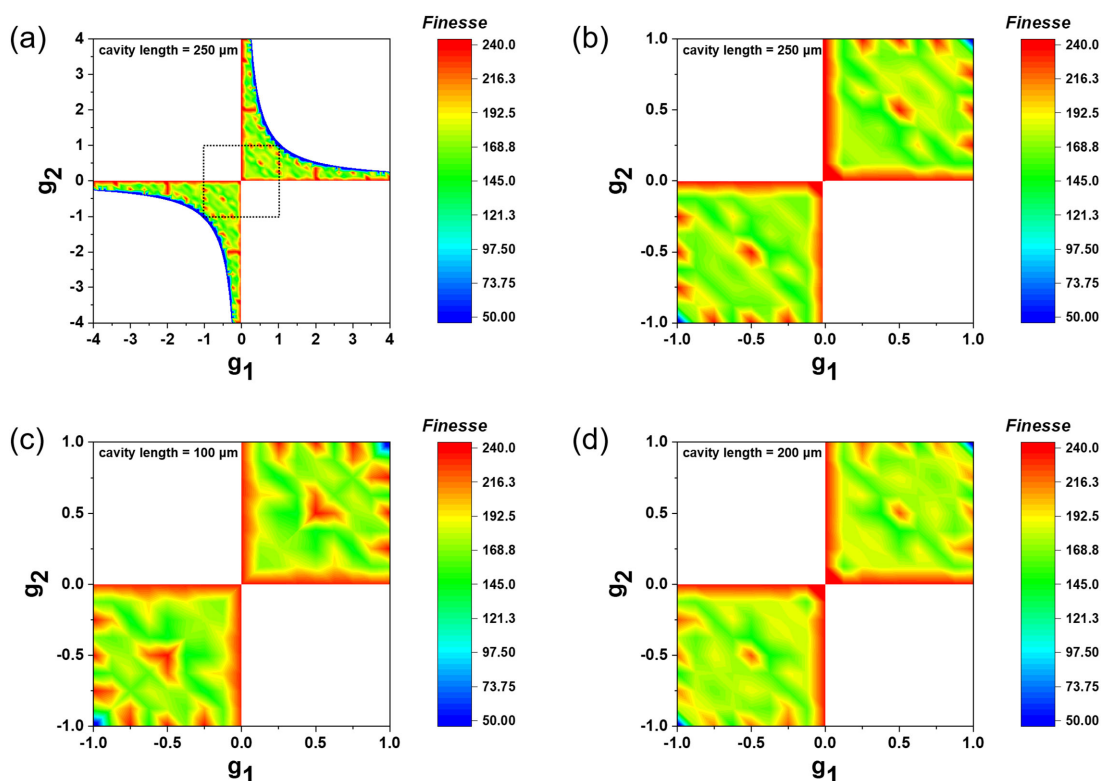 (a)
cavity length = 250 µm
Finesse
240.0
216.3
192.5
168.8
145.0
121.3
97.50
73.75
50.00
4
3
2
1
0
-1
-2
-3
-4
-4 -3 -2 -1 0 1 2 3 4
g2
g1
(b)
cavity length = 250 µm
Finesse
240.0
216.3
192.5
168.8
145.0
121.3
97.50
73.75
50.00
1.0
0.5
0.0
-0.5
-1.0
-1.0 -0.5 0.0 0.5 1.0
g2
g1
(c)
cavity length = 100 µm
Finesse
240.0
216.3
192.5
168.8
145.0
121.3
97.50
73.75
50.00
1.0
0.5
0.0
-0.5
-1.0
-1.0 -0.5 0.0 0.5 1.0
g2
g1
(d)
cavity length = 200 µm
Finesse
240.0
216.3
192.5
168.8
145.0
121.3
97.50
73.75
50.00
1.0
0.5
0.0
-0.5
-1.0
-1.0 -0.5 0.0 0.5 1.0
g2
g1